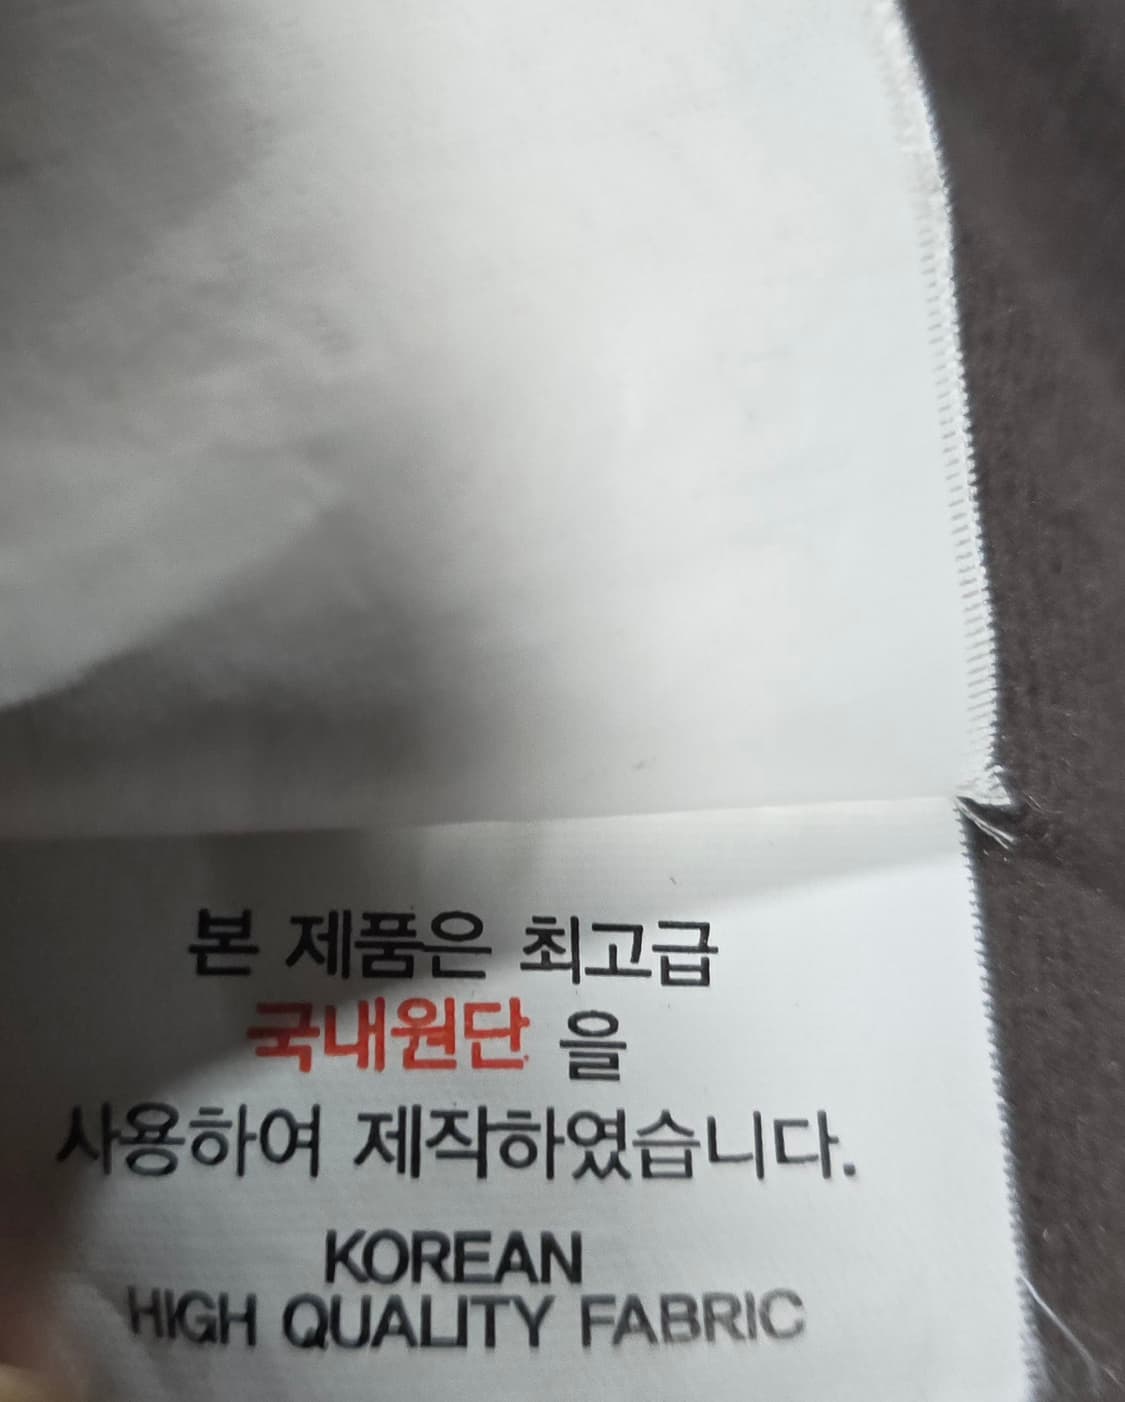 본 제품은 최고급
국내원단 을
사용하여 제작하였습니다.
KOREAN
HIGH QUALITY FABRIC